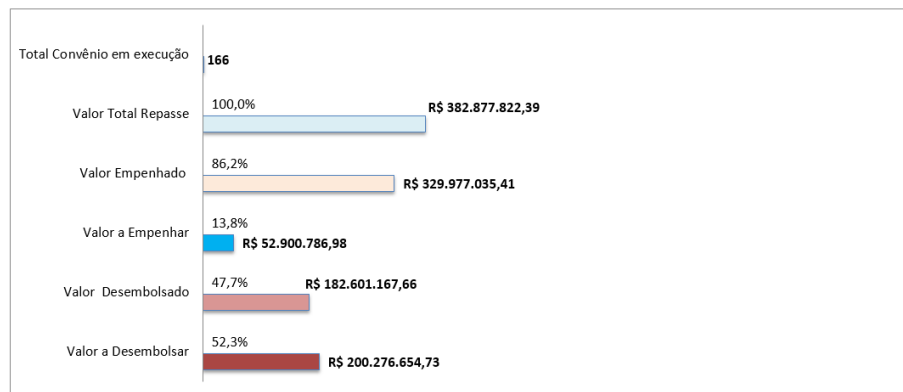 Total Convênio em execução
166
100,0%
Valor Total Repasse
R$ 382.877.822,39
86,2%
Valor Empenhado
R$ 329.977.035,41
13,8%
Valor a Empenhar
R$ 52.900.786,98
47,7%
Valor Desembolsado
R$ 182.601.167,66
52,3%
Valor a Desembolsar
R$ 200.276.654,73